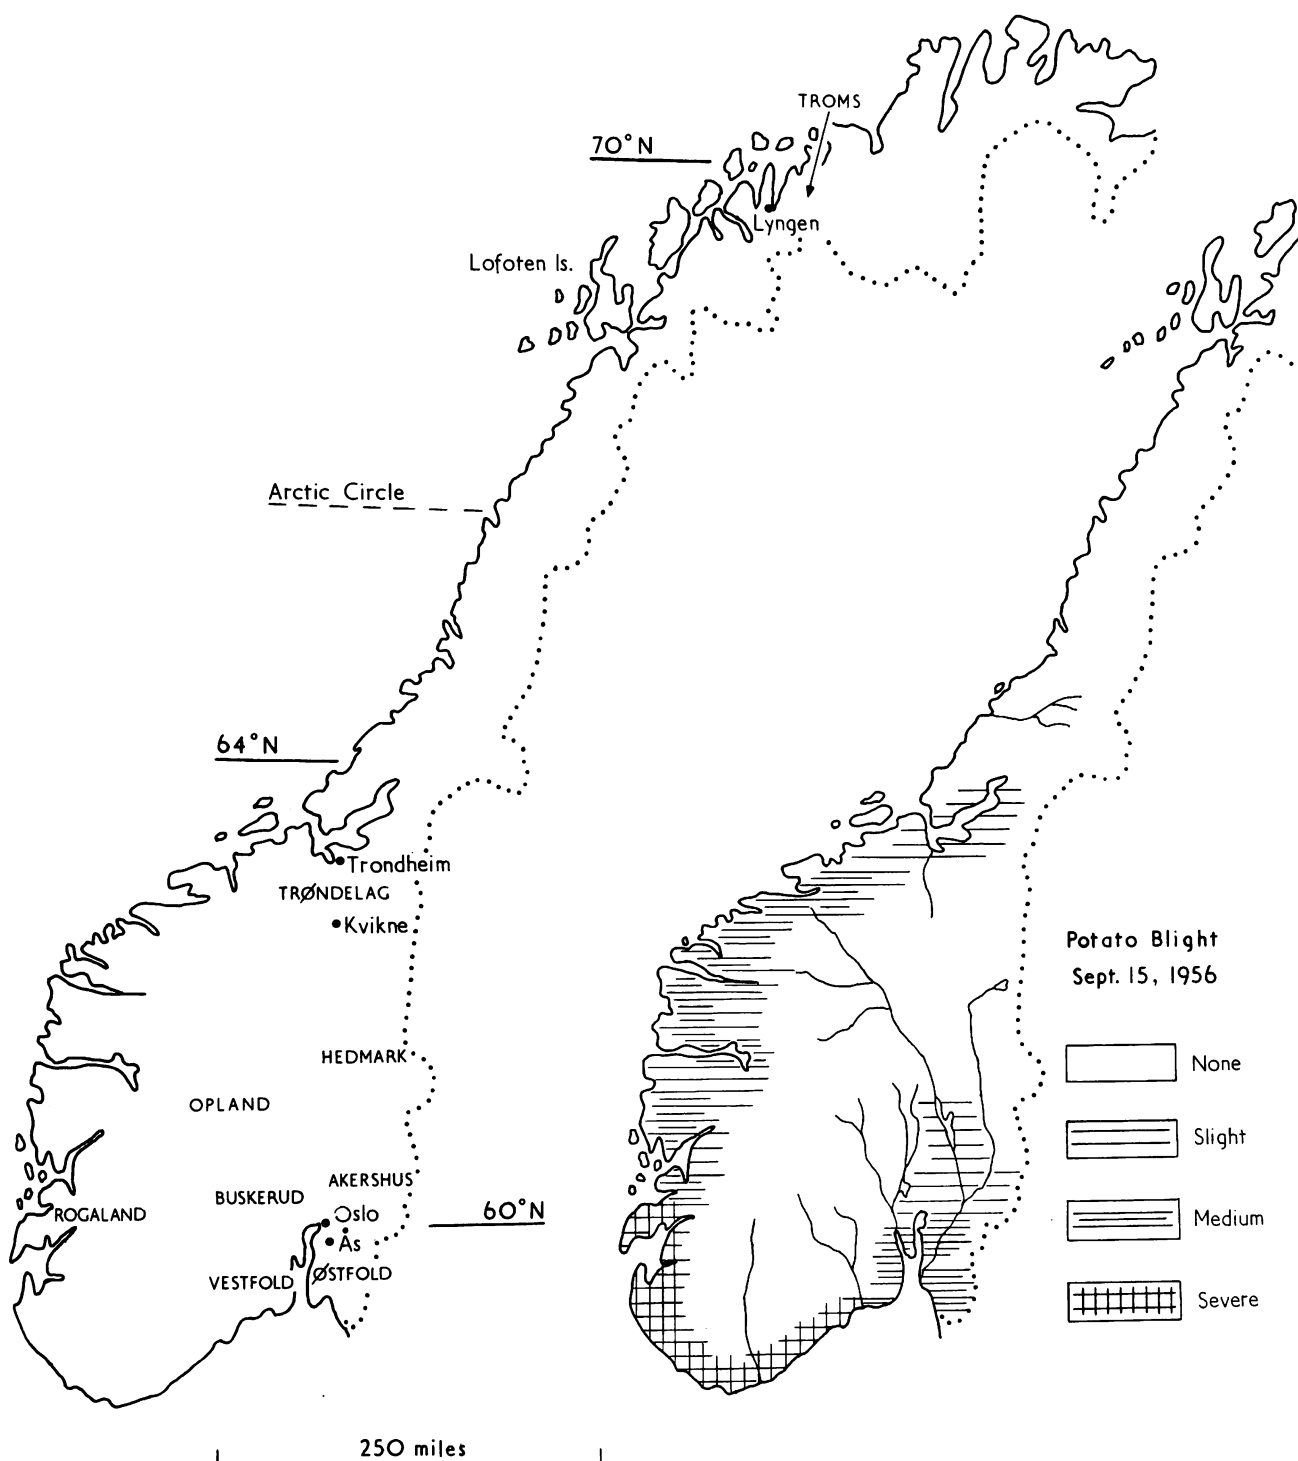 TROMS
70°N
Lyngen
Lofoten Is.
Arctic Circle
64°N
Trondheim
TRØNDELAG
Kvikne
HEDMARK
OPLAND
AKERSHUS
BUSKERUD
Oslo
60°N
ROGALAND
Ås
VESTFOLD
ØSTFOLD
250 miles
Potato Blight
Sept. 15, 1956
None
Slight
Medium
Severe